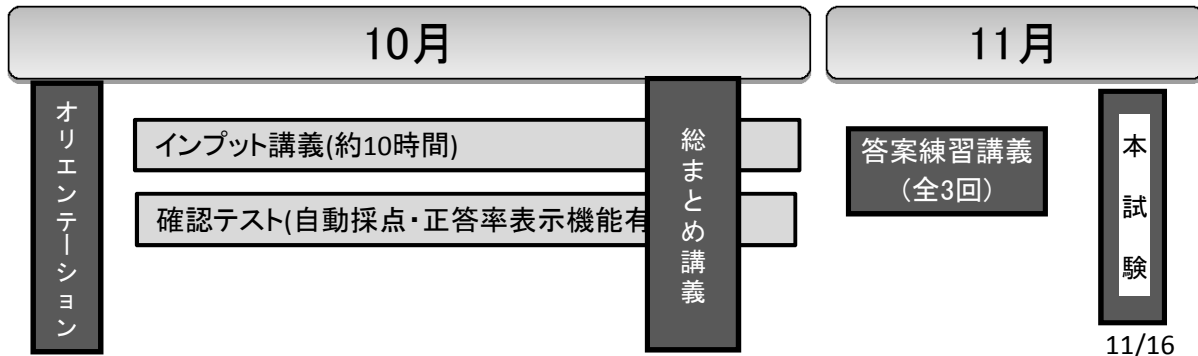 10月
11月
オリエンテーション
インプット講義(約10時間)
確認テスト(自動採点・正答率表示機能有
総まとめ講義
答案練習講義
（全3回）
本試験
11/16